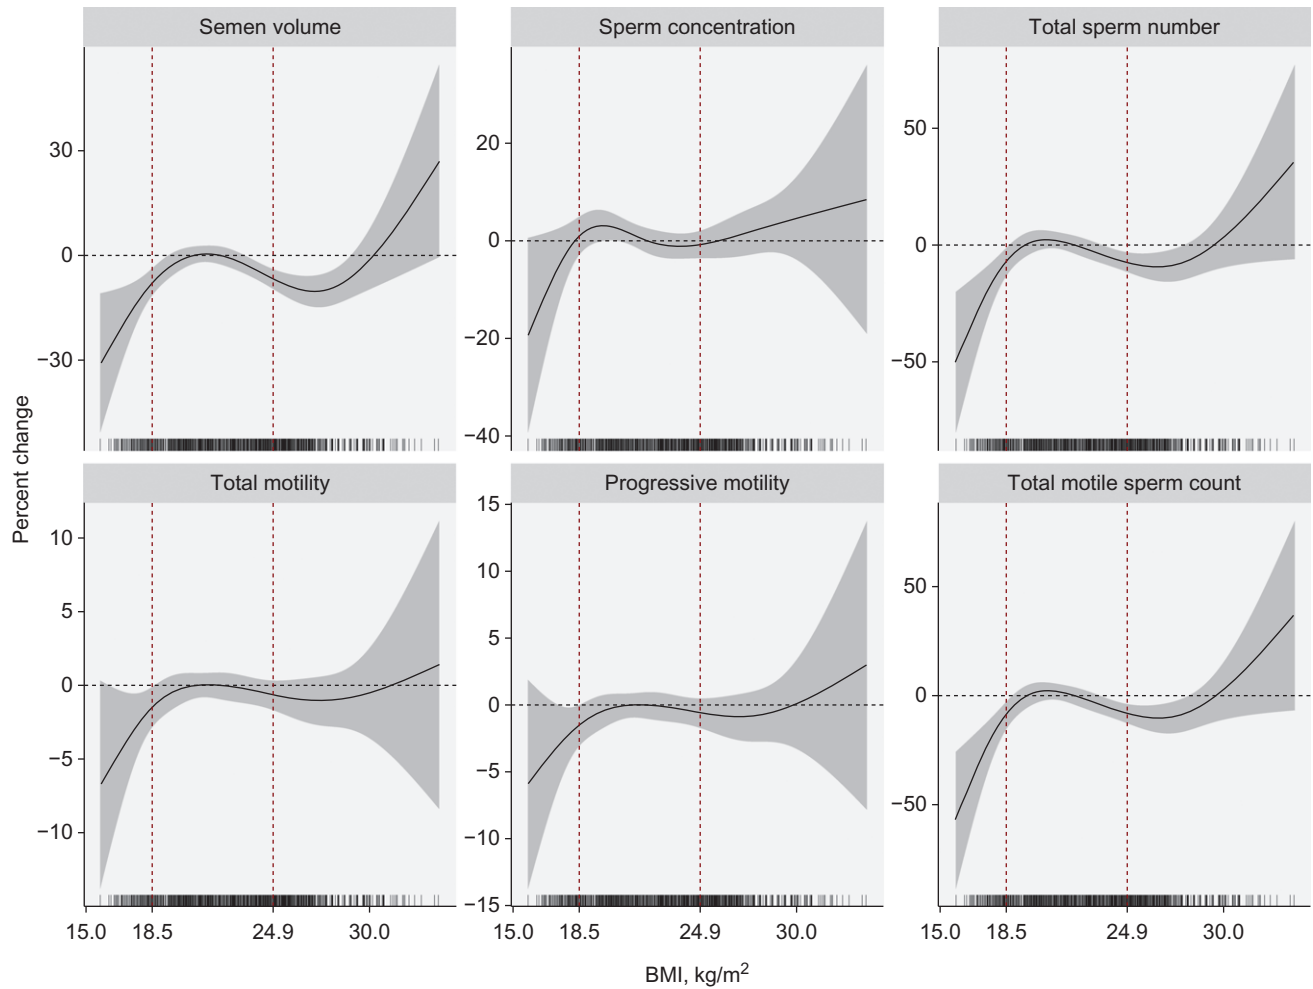 Semen volume
Sperm concentration
Total sperm number
30
0
−30
20
0
−20
−40
50
0
−50
Percent change
Total motility
Progressive motility
Total motile sperm count
10
5
0
−5
−10
15
10
5
0
−5
−10
−15
50
0
−50
15.0 18.5 24.9 30.0
15.0 18.5 24.9 30.0
15.0 18.5 24.9 30.0
BMI, kg/m²